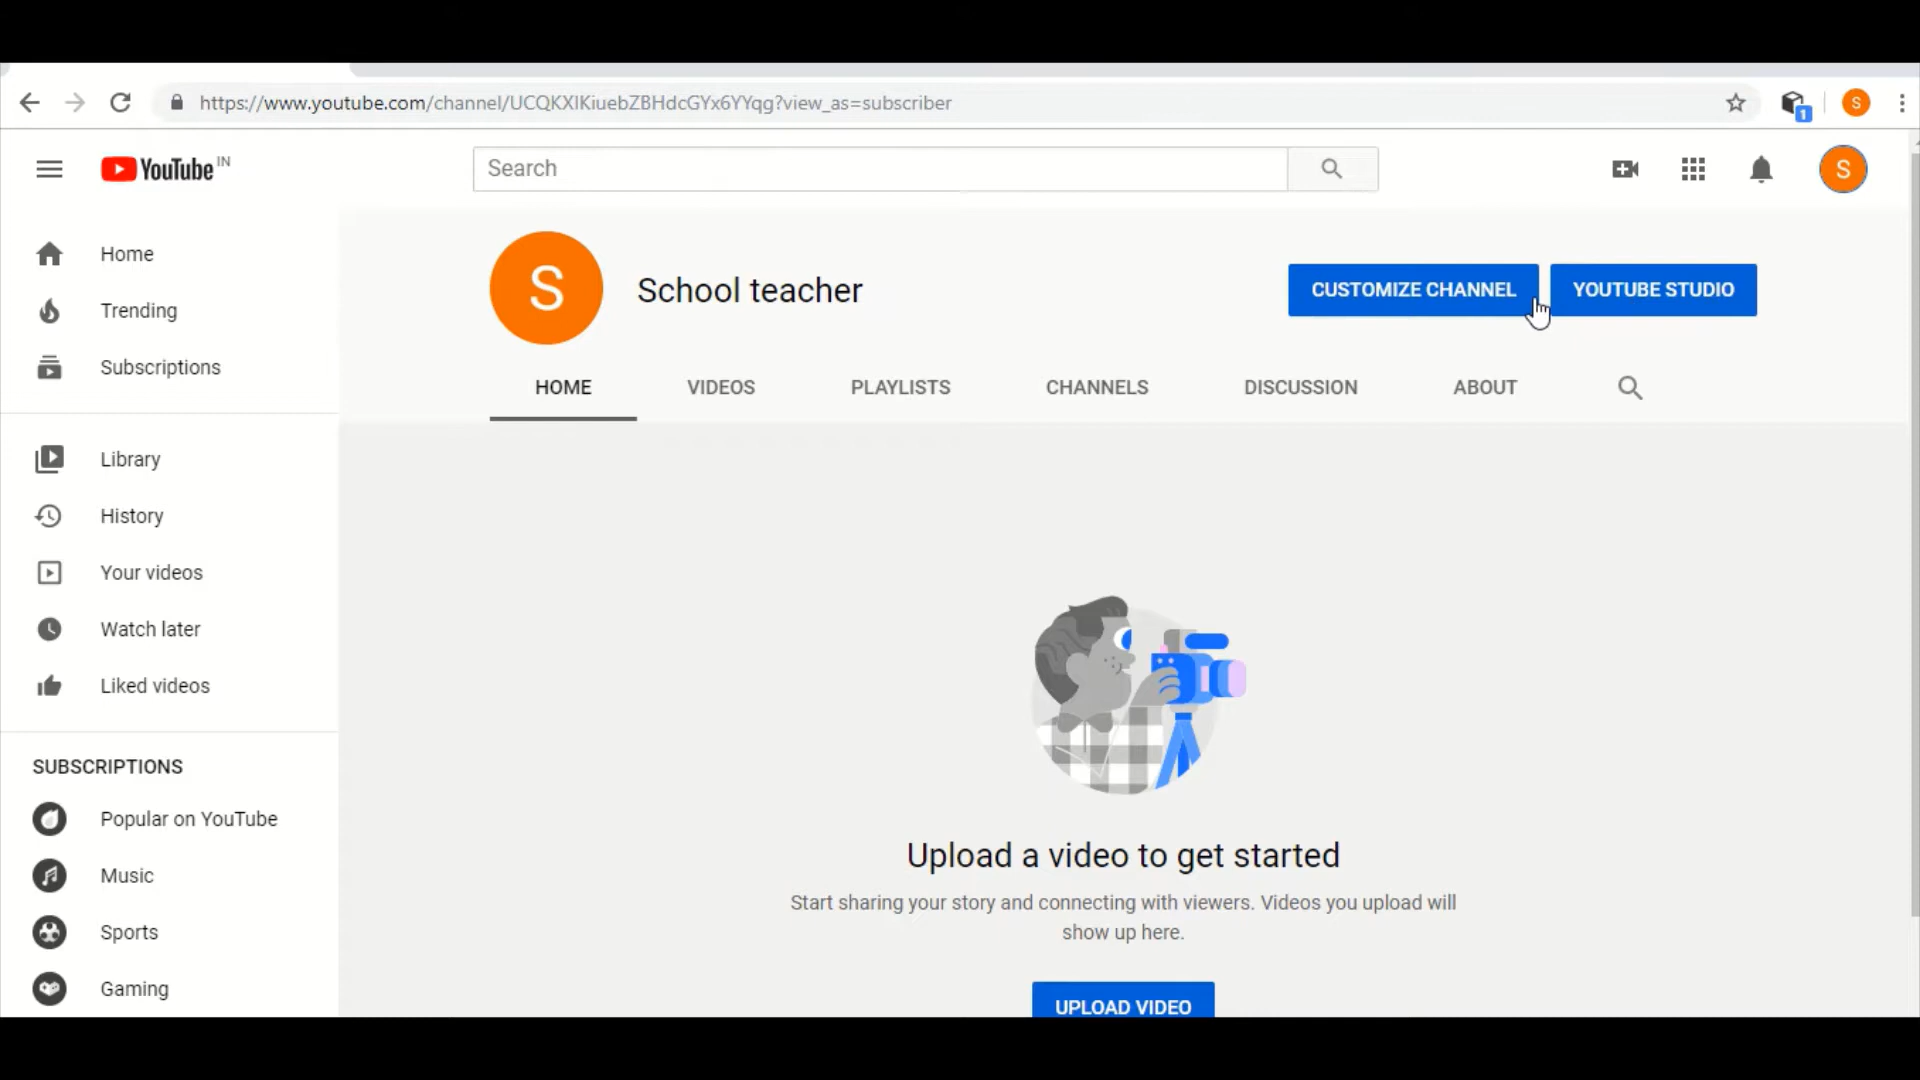 https://www.youtube.com/channel/UCQKXIKiuebZBHdcGYx6YYqg?view_as=subscriber
1
S
YouTube IN
Search
S
Home
Trending
Subscriptions
Library
History
Your videos
Watch later
Liked videos
SUBSCRIPTIONS
Popular on YouTube
Music
Sports
Gaming
S
School teacher
CUSTOMIZE CHANNEL
YOUTUBE STUDIO
HOME
VIDEOS
PLAYLISTS
CHANNELS
DISCUSSION
ABOUT
Upload a video to get started
Start sharing your story and connecting with viewers. Videos you upload will
show up here.
UPLOAD VIDEO